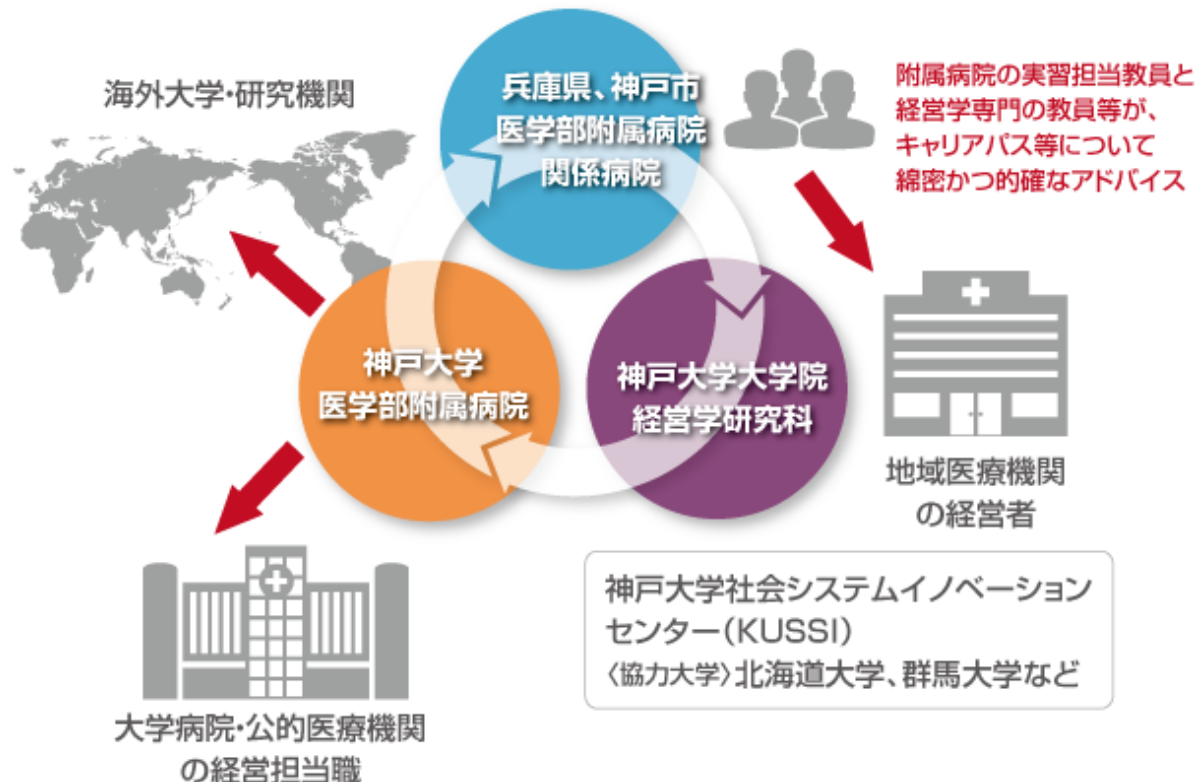 海外大学・研究機関
兵庫県、神戸市
医学部附属病院
関係病院
附属病院の実習担当教員と
経営学専門の教員等が、
キャリアパス等について
綿密かつ的確なアドバイス
神戸大学
医学部附属病院
神戸大学大学院
経営学研究科
地域医療機関
の経営者
大学病院・公的医療機関
の経営担当職
神戸大学社会システムイノベーション
センター(KUSSI)
〈協力大学〉北海道大学、群馬大学など